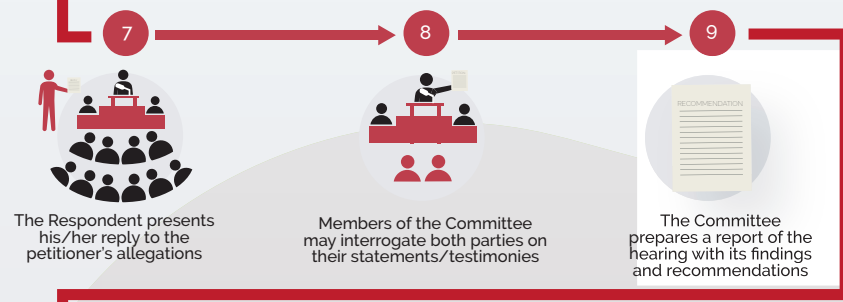 7
8
9
RECOMMENDATION
The Respondent presents
his/her reply to the
petitioner's allegations
Members of the Committee
may interrogate both parties on
their statements/testimonies
The Committee
prepares a report of the
hearing with its findings
and recommendations